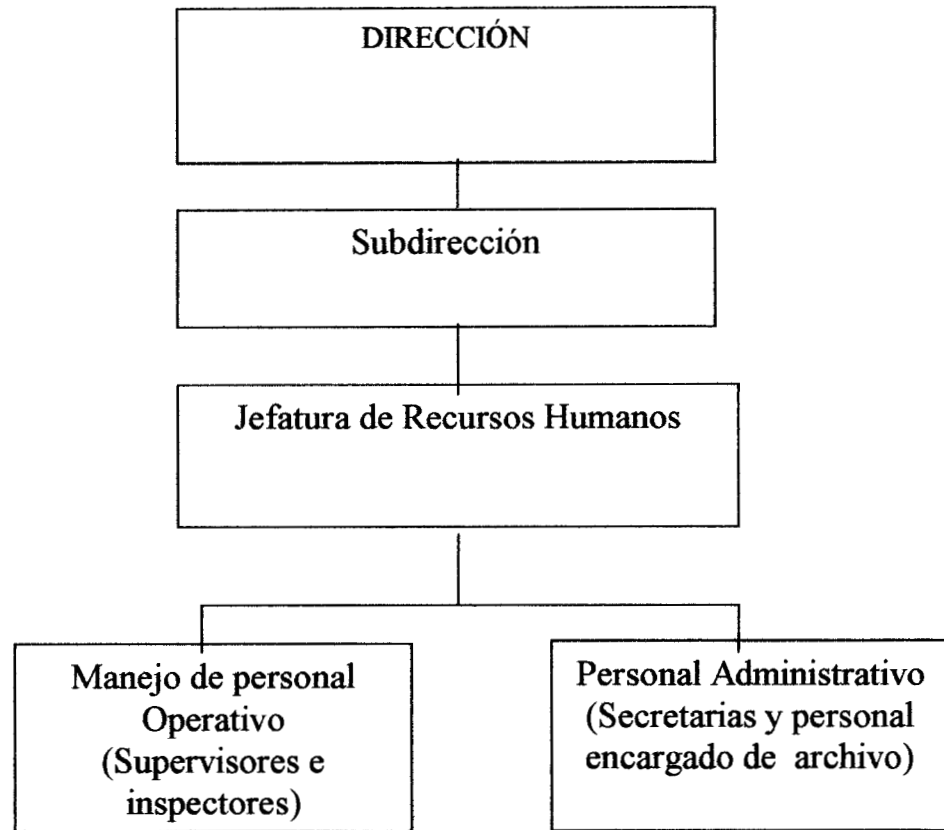 DIRECCIÓN
Subdirección
Jefatura de Recursos Humanos
Manejo de personal
Operativo
(Supervisores e
inspectores)
Personal Administrativo
(Secretarias y personal
encargado de archivo)